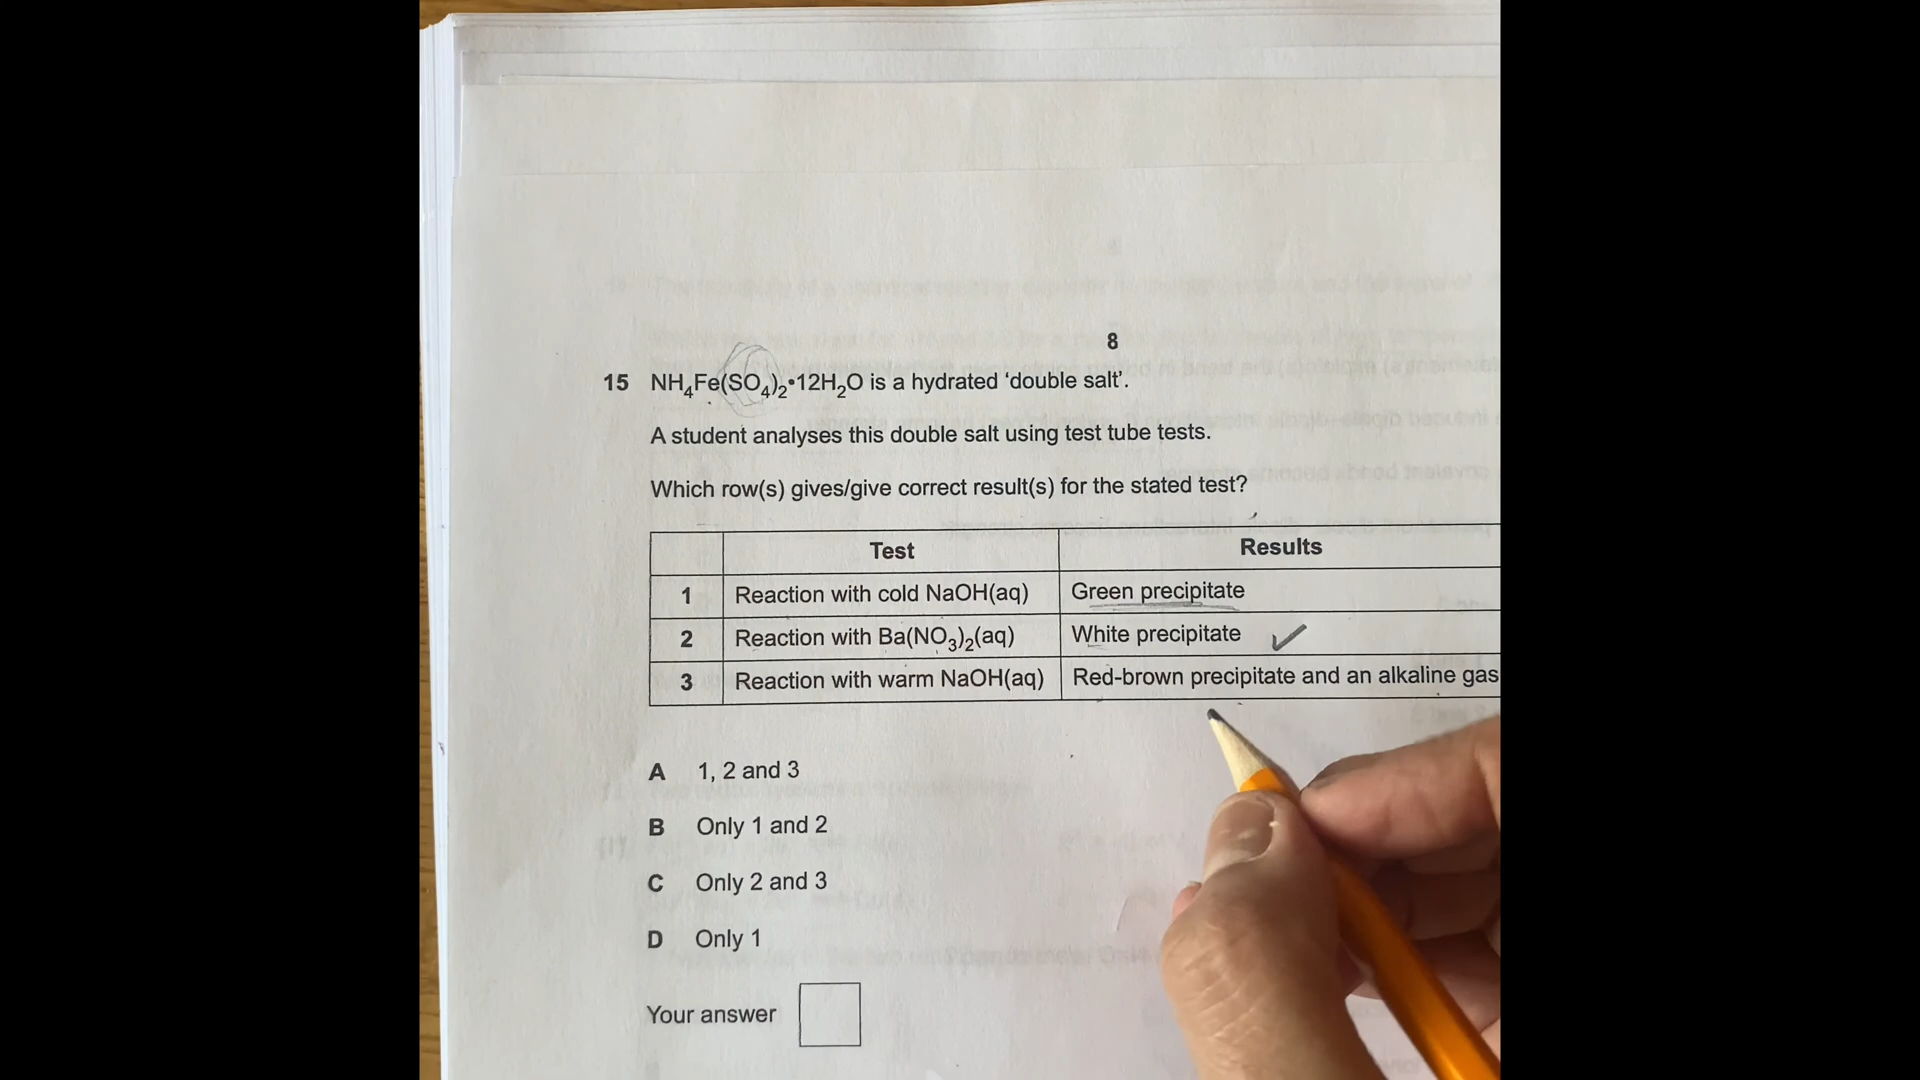 8
15 NH₄Fe(SO₄)₂•12H₂O is a hydrated ‘double salt’.
A student analyses this double salt using test tube tests.
Which row(s) gives/give correct result(s) for the stated test?
Test Results
1 Reaction with cold NaOH(aq) Green precipitate
2 Reaction with Ba(NO₃)₂(aq) White precipitate ✓
3 Reaction with warm NaOH(aq) Red-brown precipitate and an alkaline gas
A 1, 2 and 3
B Only 1 and 2
C Only 2 and 3
D Only 1
Your answer